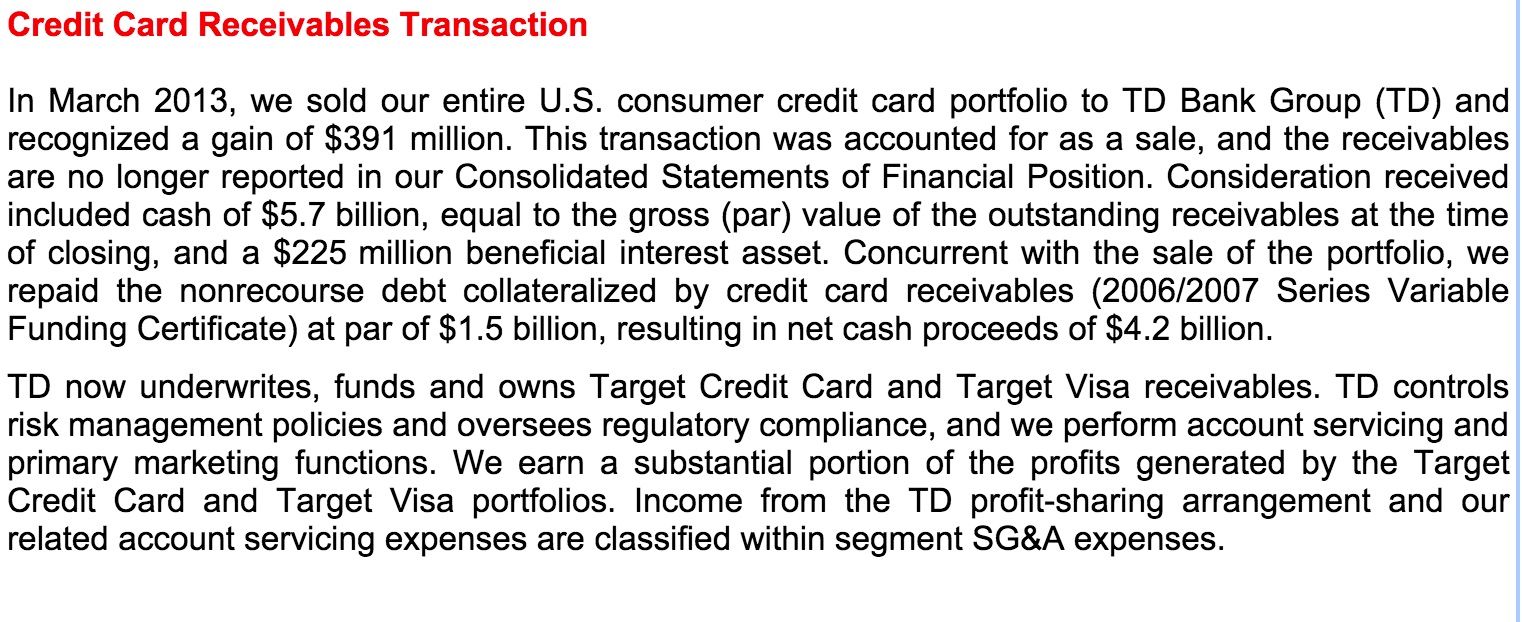 Credit Card Receivables Transaction
In March 2013, we sold our entire U.S. consumer credit card portfolio to TD Bank Group (TD) and
recognized a gain of $391 million. This transaction was accounted for as a sale, and the receivables
are no longer reported in our Consolidated Statements of Financial Position. Consideration received
included cash of $5.7 billion, equal to the gross (par) value of the outstanding receivables at the time
of closing, and a $225 million beneficial interest asset. Concurrent with the sale of the portfolio, we
repaid the nonrecourse debt collateralized by credit card receivables (2006/2007 Series Variable
Funding Certificate) at par of $1.5 billion, resulting in net cash proceeds of $4.2 billion.
TD now underwrites, funds and owns Target Credit Card and Target Visa receivables. TD controls
risk management policies and oversees regulatory compliance, and we perform account servicing and
primary marketing functions. We earn a substantial portion of the profits generated by the Target
Credit Card and Target Visa portfolios. Income from the TD profit-sharing arrangement and our
related account servicing expenses are classified within segment SG&A expenses.